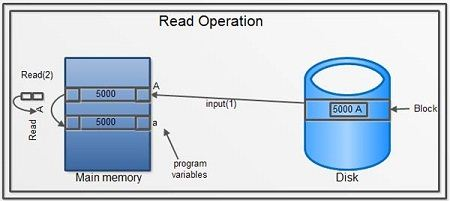 Read Operation
Read(2)
Read
A
5000
A
5000
a
input(1)
5000 A
Block
program
variables
Main memory
Disk